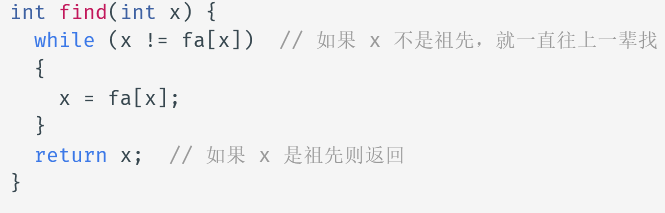 int find(int x) {
  while (x != fa[x])  // 如果 x 不是祖先，就一直往上一辈找
  {
    x = fa[x];
  }
  return x;  // 如果 x 是祖先则返回
}